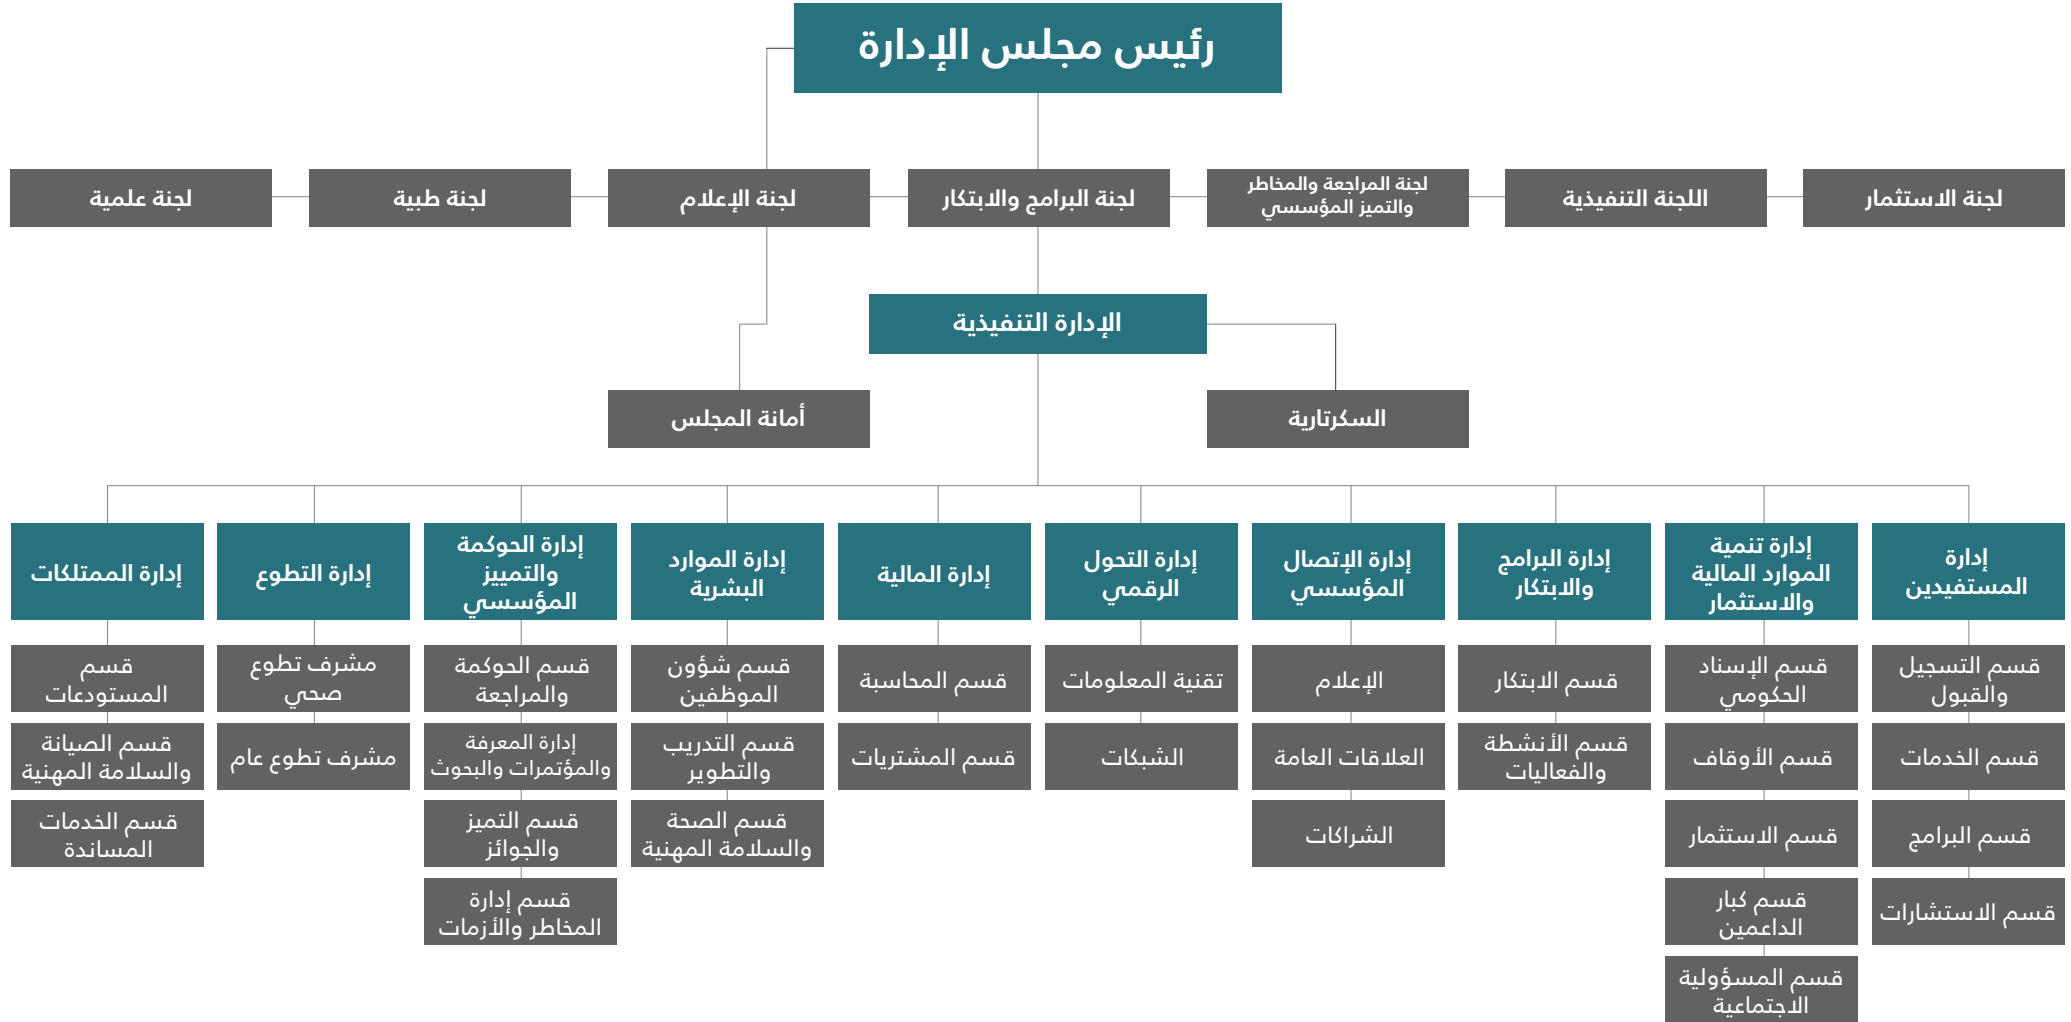 رئيس مجلس الإدارة
لجنة الاستثمار
اللجنة التنفيذية
لجنة المراجعة والمخاطر
والتميز المؤسسي
لجنة البرامج والابتكار
لجنة الإعلام
لجنة طبية
لجنة علمية
الإدارة التنفيذية
السكرتارية
أمانة المجلس
إدارة
المستفيدين
قسم التسجيل
والقبول
قسم الخدمات
قسم البرامج
قسم الاستشارات
إدارة تنمية
الموارد المالية
والاستثمار
قسم الإسناد
الحكومي
قسم الأوقاف
قسم الاستثمار
قسم كبار
الداعمين
قسم المسؤولية
الاجتماعية
إدارة البرامج
والابتكار
قسم الابتكار
قسم الأنشطة
والفعاليات
إدارة الإتصال
المؤسسي
الإعلام
العلاقات العامة
الشراكات
إدارة التحول
الرقمي
تقنية المعلومات
الشبكات
إدارة المالية
قسم المحاسبة
قسم المشتريات
إدارة الموارد
البشرية
قسم شؤون
الموظفين
قسم التدريب
والتطوير
قسم الصحة
والسلامة المهنية
إدارة الحوكمة
والتمييز
المؤسسي
قسم الحوكمة
والمراجعة
إدارة المعرفة
والمؤتمرات والبحوث
قسم التميز
والجوائز
قسم إدارة
المخاطر والأزمات
إدارة التطوع
مشرف تطوع
صحي
مشرف تطوع عام
إدارة الممتلكات
قسم
المستودعات
قسم الصيانة
والسلامة المهنية
قسم الخدمات
المساندة